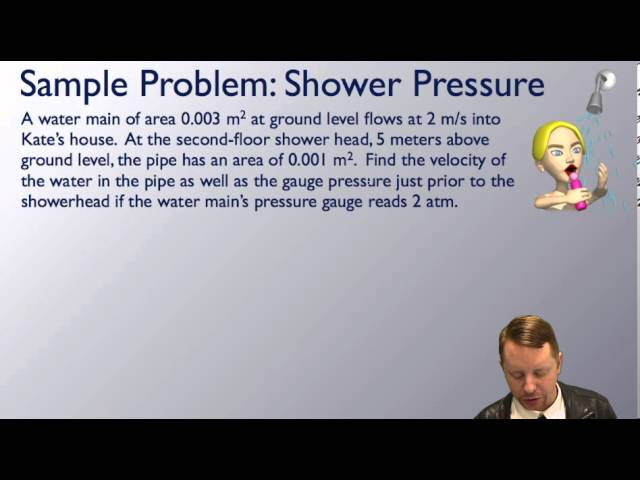 Sample Problem: Shower Pressure
A water main of area 0.003 m² at ground level flows at 2 m/s into
Kate's house. At the second-floor shower head, 5 meters above
ground level, the pipe has an area of 0.001 m². Find the velocity of
the water in the pipe as well as the gauge pressure just prior to the
showerhead if the water main's pressure gauge reads 2 atm.